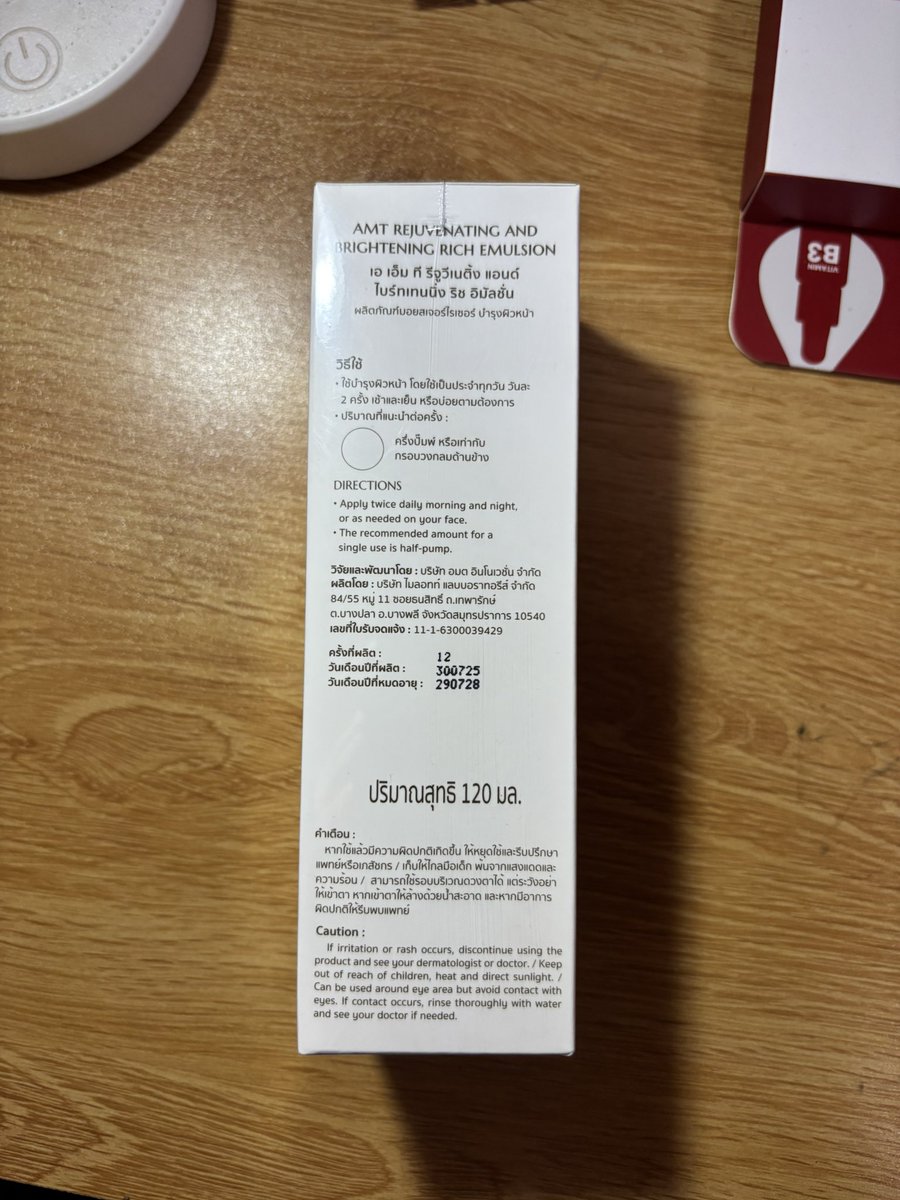 AMT REJUVENATING AND
BRIGHTENING RICH EMULSION
เอ เอ็ม ที รีจูวีเนติ้ง แอนด์
ไบร์ทเทนนิ่ง ริช อิมัลชั่น
ผลิตภัณฑ์มอยสเจอร์ไรเซอร์ บำรุงผิวหน้า
วิธีใช้
• ใช้บำรุงผิวหน้า โดยใช้เป็นประจำทุกวัน วันละ
2 ครั้ง เช้าและเย็น หรือบ่อยตามต้องการ
• ปริมาณที่แนะนำต่อครั้ง :
ครึ่งปั๊มพ์ หรือเท่ากับ
กรอบวงกลมด้านข้าง
DIRECTIONS
• Apply twice daily morning and night,
or as needed on your face.
• The recommended amount for a
single use is half-pump.
วิจัยและพัฒนาโดย : บริษัท อมต อินโนเวชั่น จำกัด
ผลิตโดย : บริษัท ไมลอทท์ แลบบอราทอรีส์ จำกัด
84/55 หมู่ 11 ซอยธนสิทธิ์ ถ.เทพารักษ์
ต.บางปลา อ.บางพลี จังหวัดสมุทรปราการ 10540
เลขที่ใบรับจดแจ้ง : 11-1-6300039429
ครั้งที่ผลิต : 12
วันเดือนปีที่ผลิต : 300725
วันเดือนปีที่หมดอายุ : 290728
ปริมาณสุทธิ 120 มล.
คำเตือน :
หากใช้แล้วมีความผิดปกติเกิดขึ้น ให้หยุดใช้และรีบปรึกษา
แพทย์หรือเภสัชกร / เก็บให้ไกลมือเด็ก พ้นจากแสงแดดและ
ความร้อน / สามารถใช้รอบบริเวณดวงตาได้ แต่ระวังอย่า
ให้เข้าตา หากเข้าตาให้ล้างด้วยน้ำสะอาด และหากมีอาการ
ผิดปกติให้รีบพบแพทย์
Caution :
If irritation or rash occurs, discontinue using the
product and see your dermatologist or doctor. / Keep
out of reach of children, heat and direct sunlight. /
Can be used around eye area but avoid contact with
eyes. If contact occurs, rinse thoroughly with water
and see your doctor if needed.
VITAMIN
B3